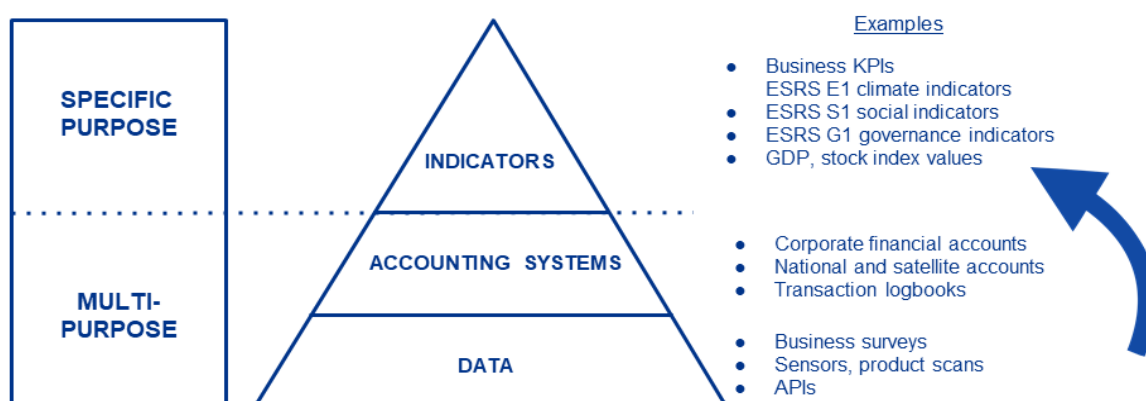 SPECIFIC
PURPOSE
MULTI-
PURPOSE
INDICATORS
ACCOUNTING SYSTEMS
DATA
Examples
● Business KPIs
ESRS E1 climate indicators
● ESRS S1 social indicators
● ESRS G1 governance indicators
● GDP, stock index values
● Corporate financial accounts
● National and satellite accounts
● Transaction logbooks
● Business surveys
● Sensors, product scans
● APIs